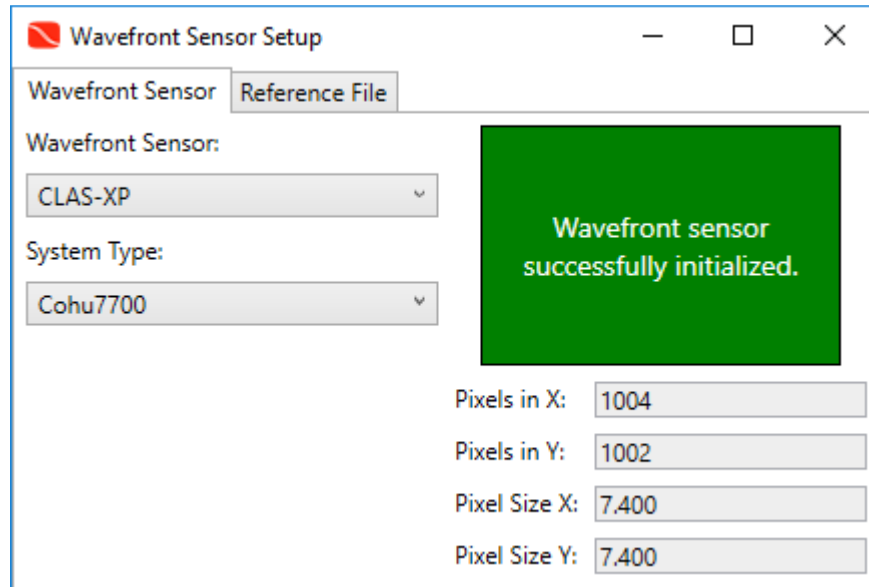 Wavefront Sensor Setup
Wavefront Sensor
Reference File
Wavefront Sensor:
CLAS-XP
System Type:
Cohu7700
Wavefront sensor
successfully initialized.
Pixels in X: 1004
Pixels in Y: 1002
Pixel Size X: 7.400
Pixel Size Y: 7.400